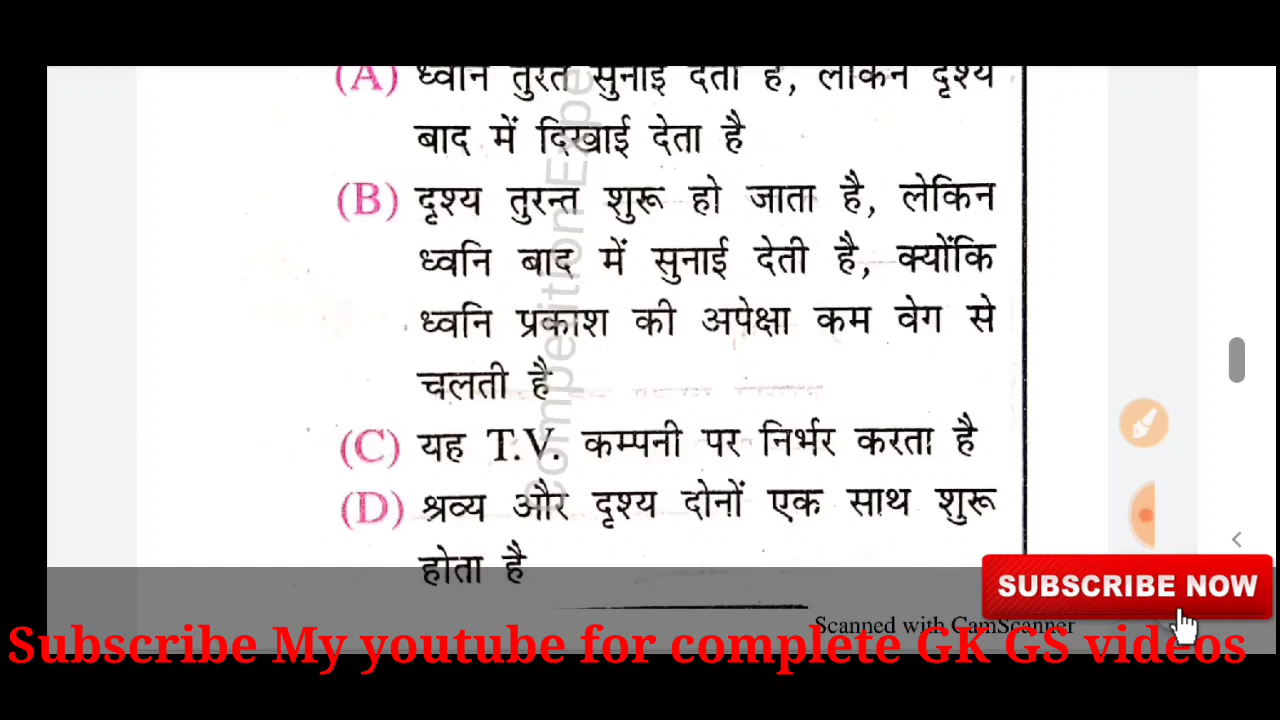 (A) ध्वनि तुरंत सुनाई देती है, लेकिन दृश्य
बाद में दिखाई देता है
(B) दृश्य तुरन्त शुरू हो जाता है, लेकिन
ध्वनि बाद में सुनाई देती है, क्योंकि
ध्वनि प्रकाश की अपेक्षा कम वेग से
चलती है
(C) यह T.V. कम्पनी पर निर्भर करता है
(D) श्रव्य और दृश्य दोनों एक साथ शुरू
होता है
Competition
SUBSCRIBE NOW
Scanned with CamScanner
Subscribe My youtube for complete GK GS videos